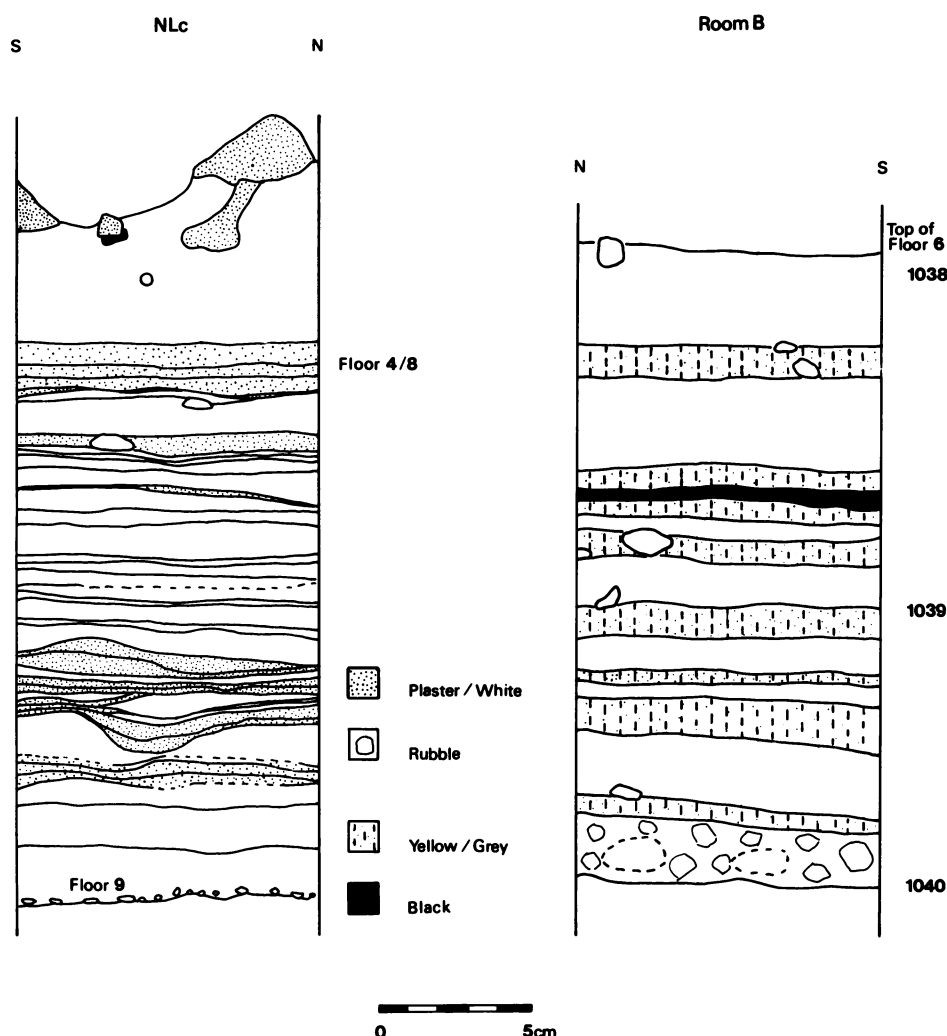 NLc
S
N
Floor 4/8
Floor 9
Plaster / White
Rubble
Yellow / Grey
Black
0
5cm
Room B
N
S
Top of
Floor 6
1038
1039
1040